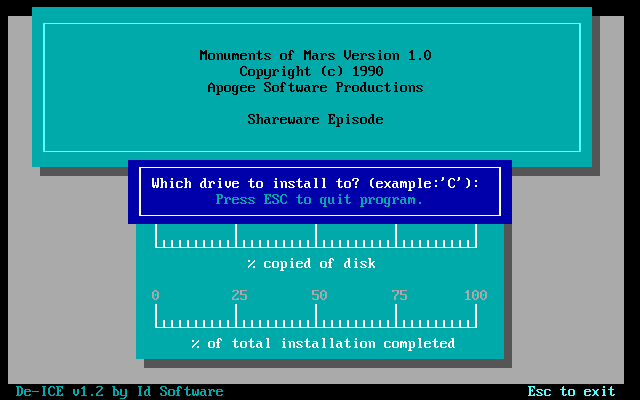 Monuments of Mars Version 1.0
Copyright (c) 1990
Apogee Software Productions
Shareware Episode
Which drive to install to? (example:'C'):
Press ESC to quit program.
% copied of disk
0 25 50 75 100
% of total installation completed
De-ICE v1.2 by Id Software Esc to exit